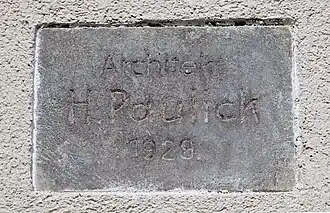 Architekt
H. Paulick
1928.